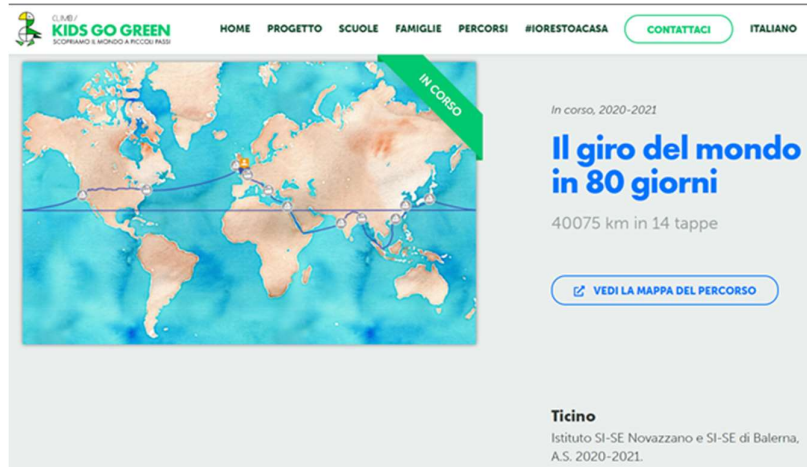 CLIMB/
KIDS GO GREEN
SCOPRIAMO IL MONDO A PICCOLI PASSI
HOME PROGETTO SCUOLE FAMIGLIE PERCORSI #IORESTOACASA CONTATTACI ITALIANO
IN CORSO
In corso, 2020-2021
Il giro del mondo
in 80 giorni
40075 km in 14 tappe
VEDI LA MAPPA DEL PERCORSO
Ticino
Istituto SI-SE Novazzano e SI-SE di Balerna,
A.S. 2020-2021.